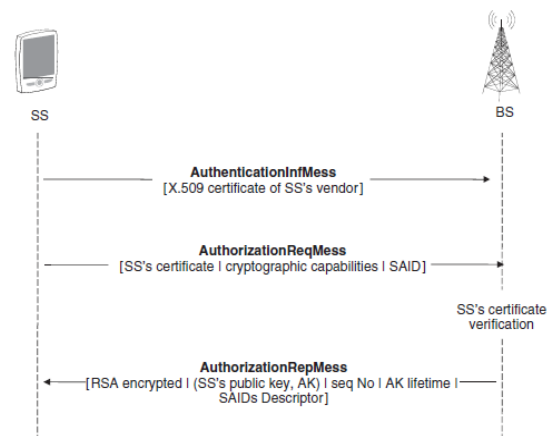 SS
BS
AuthenticationInfMess
[X.509 certificate of SS's vendor]
AuthorizationReqMess
[SS's certificate I cryptographic capabilities I SAID]
SS's certificate
verification
AuthorizationRepMess
[RSA encrypted I (SS's public key, AK) I seq No I AK lifetime I
SAIDs Descriptor]